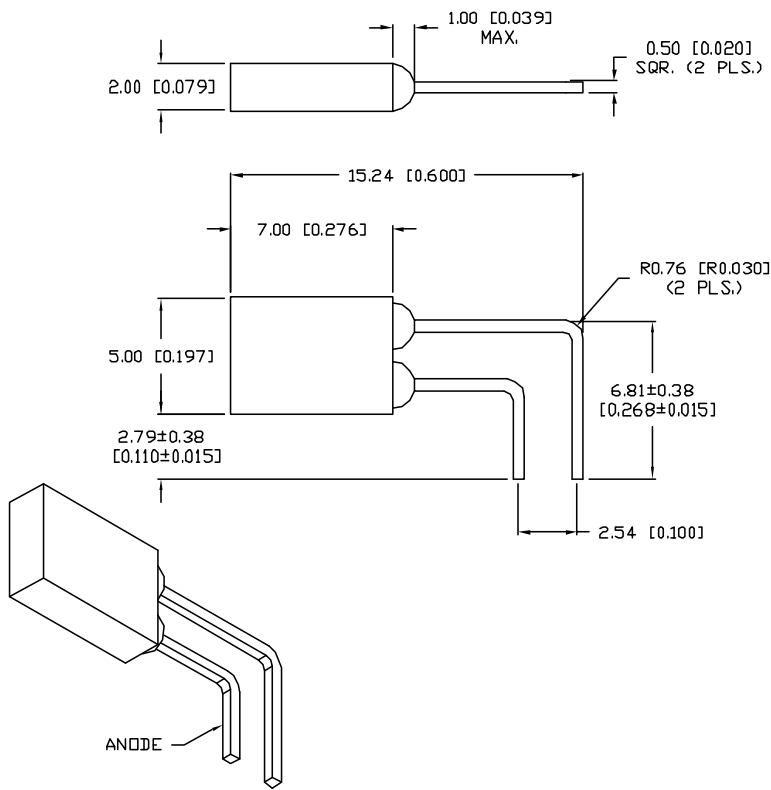 1.00 [0.039]
MAX.
0.50 [0.020]
SQR. (2 PLS.)
2.00 [0.079]
15.24 [0.600]
7.00 [0.276]
R0.76 [R0.030]
(2 PLS.)
5.00 [0.197]
6.81±0.38
[0.268±0.015]
2.79±0.38
[0.110±0.015]
2.54 [0.100]
ANODE